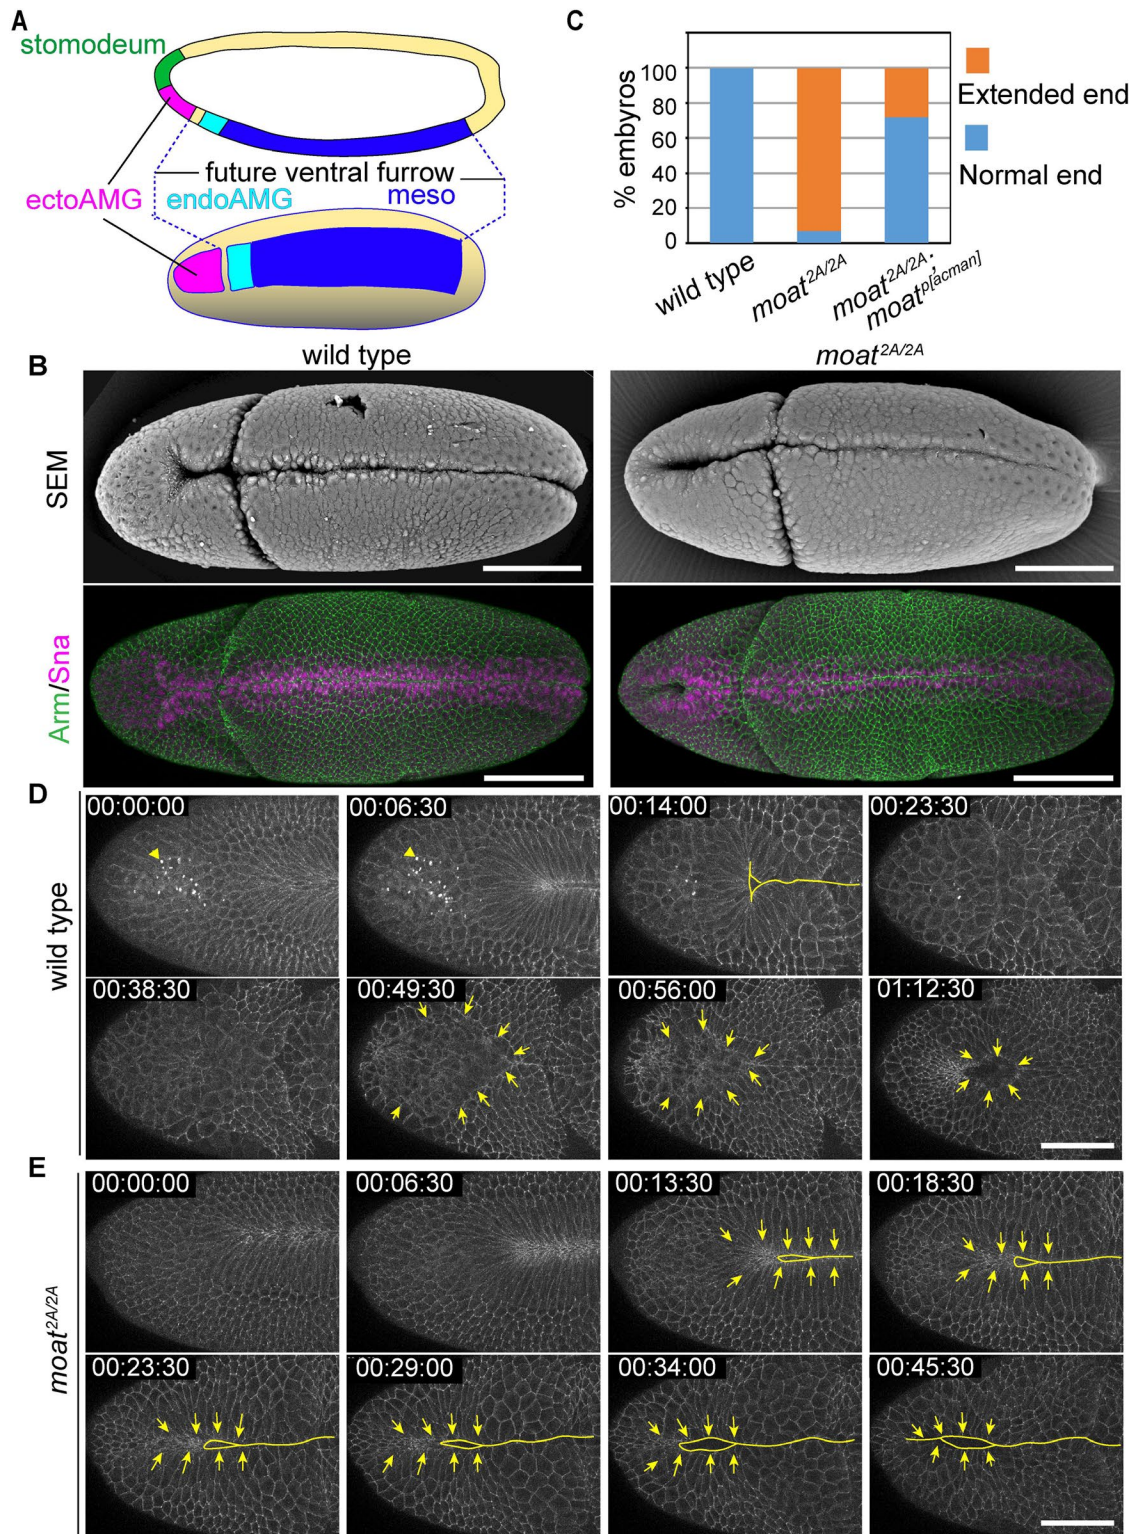 A
stomodeum
future ventral furrow
ectoAMG
endoAMG
meso
C
% embyros
100
80
60
40
20
0
wild type
moat2A/2A
moat2A/2A;
moatp[acman]
Extended end
Normal end
B
wild type
moat2A/2A
SEM
Arm/Sna
D
wild type
00:00:00
00:06:30
00:14:00
00:23:30
00:38:30
00:49:30
00:56:00
01:12:30
E
moat2A/2A
00:00:00
00:06:30
00:13:30
00:18:30
00:23:30
00:29:00
00:34:00
00:45:30